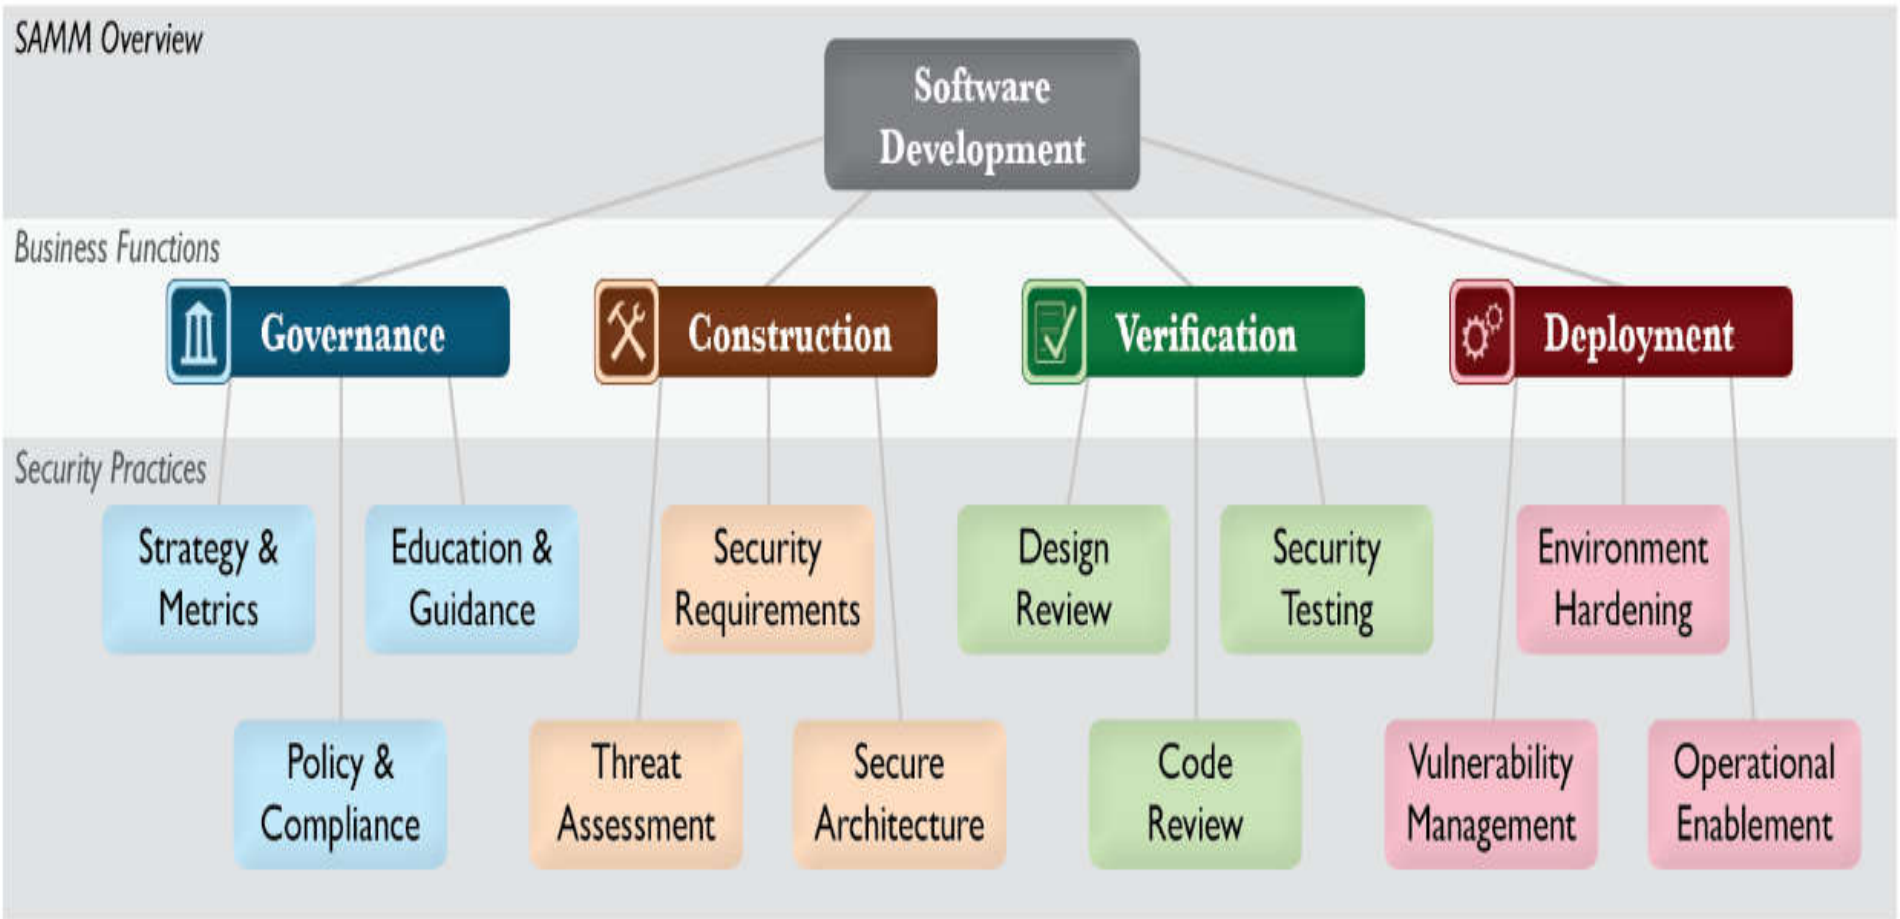 SAMM Overview
Software
Development
Business Functions
Governance
Construction
Verification
Deployment
Security Practices
Strategy &
Metrics
Education &
Guidance
Security
Requirements
Design
Review
Security
Testing
Environment
Hardening
Policy &
Compliance
Threat
Assessment
Secure
Architecture
Code
Review
Vulnerability
Management
Operational
Enablement